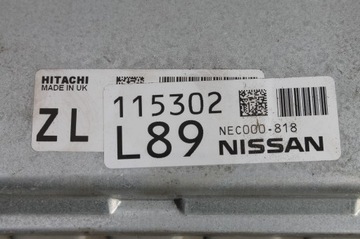 HITACHI
MADE IN UK
ZL
115302
L89
NEC000-818
NISSAN